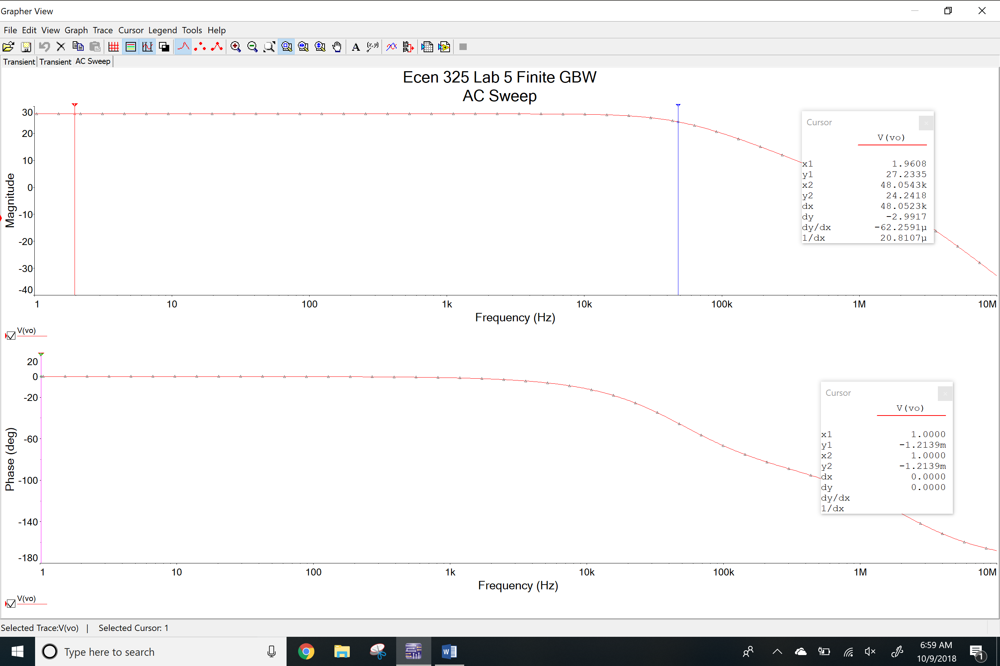 Grapher View
File Edit View Graph Trace Cursor Legend Tools Help
Transient Transient AC Sweep
Ecen 325 Lab 5 Finite GBW
AC Sweep
Magnitude
30
20
10
0
-10
-20
-30
-40
1 10 100 1k 10k 100k 1M 10M
Frequency (Hz)
Cursor
V(vo)
x1 1.9608
y1 27.2335
x2 48.0543k
y2 24.2418
dx 48.0523k
dy -2.9917
dy/dx -62.2591µ
1/dx 20.8107µ
V(vo)
Phase (deg)
20
0
-20
-60
-100
-140
-180
1 10 100 1k 10k 100k 1M 10M
Frequency (Hz)
Cursor
V(vo)
x1 1.0000
y1 -1.2139m
x2 1.0000
y2 -1.2139m
dx 0.0000
dy 0.0000
dy/dx
1/dx
V(vo)
Selected Trace:V(vo) | Selected Cursor: 1
Type here to search
6:59 AM
10/9/2018
1